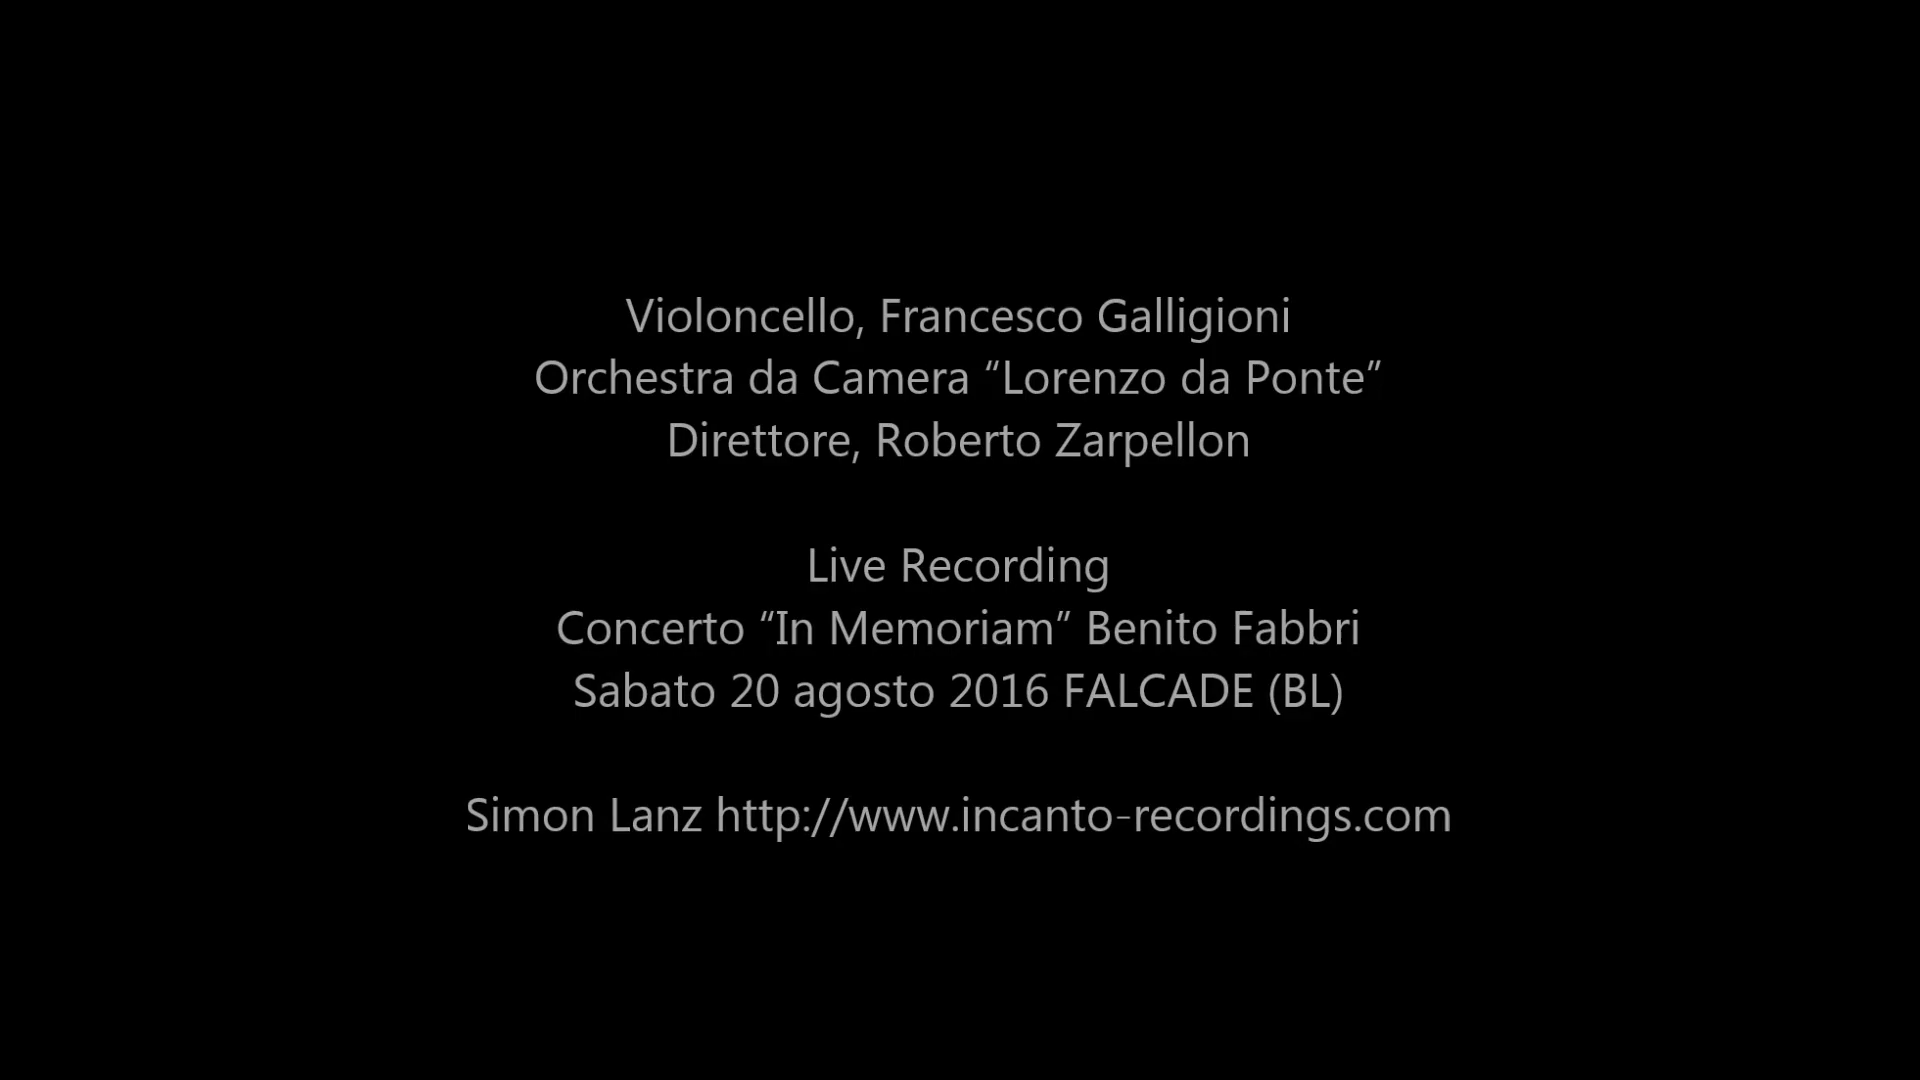 Violoncello, Francesco Galligioni
Orchestra da Camera “Lorenzo da Ponte”
Direttore, Roberto Zarpellon
Live Recording
Concerto “In Memoriam” Benito Fabbri
Sabato 20 agosto 2016 FALCADE (BL)
Simon Lanz http://www.incanto-recordings.com